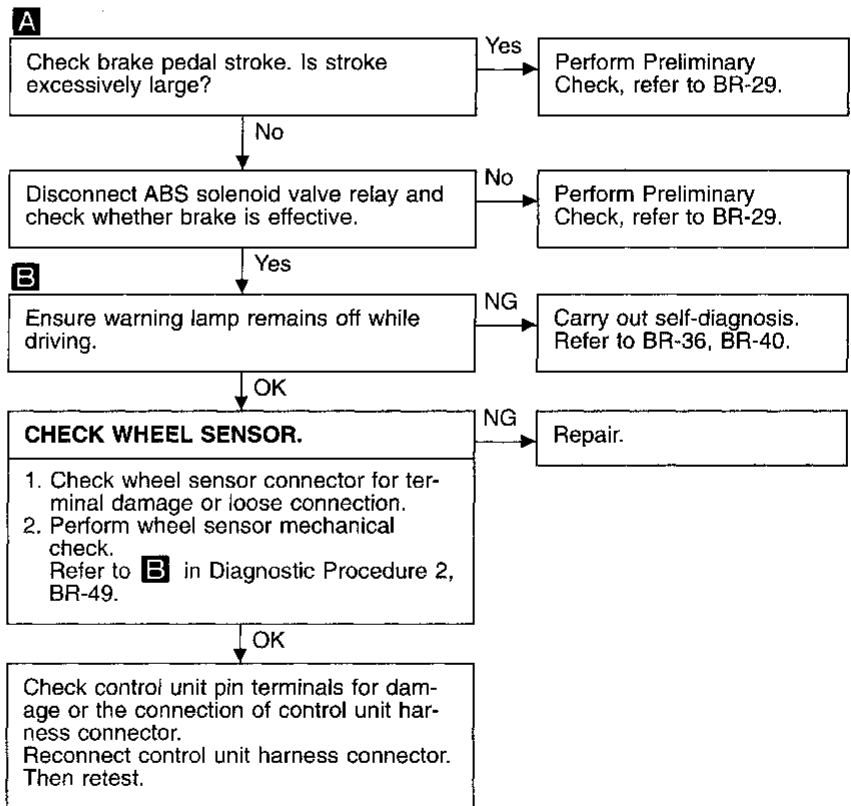 A
Check brake pedal stroke. Is stroke
excessively large?
Yes
Perform Preliminary
Check, refer to BR-29.
No
Disconnect ABS solenoid valve relay and
check whether brake is effective.
No
Perform Preliminary
Check, refer to BR-29.
Yes
B
Ensure warning lamp remains off while
driving.
NG
Carry out self-diagnosis.
Refer to BR-36, BR-40.
OK
CHECK WHEEL SENSOR.
NG
Repair.
1. Check wheel sensor connector for ter-
minal damage or loose connection.
2. Perform wheel sensor mechanical
check.
Refer to B in Diagnostic Procedure 2,
BR-49.
OK
Check control unit pin terminals for dam-
age or the connection of control unit har-
ness connector.
Reconnect control unit harness connector.
Then retest.